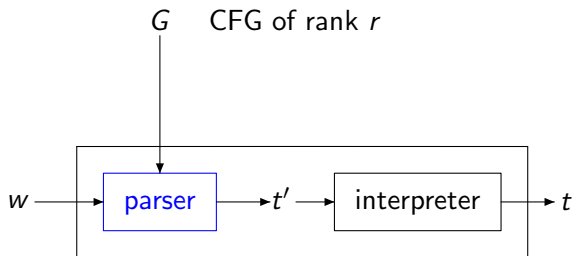 G CFG of rank r
w parser t′ interpreter t